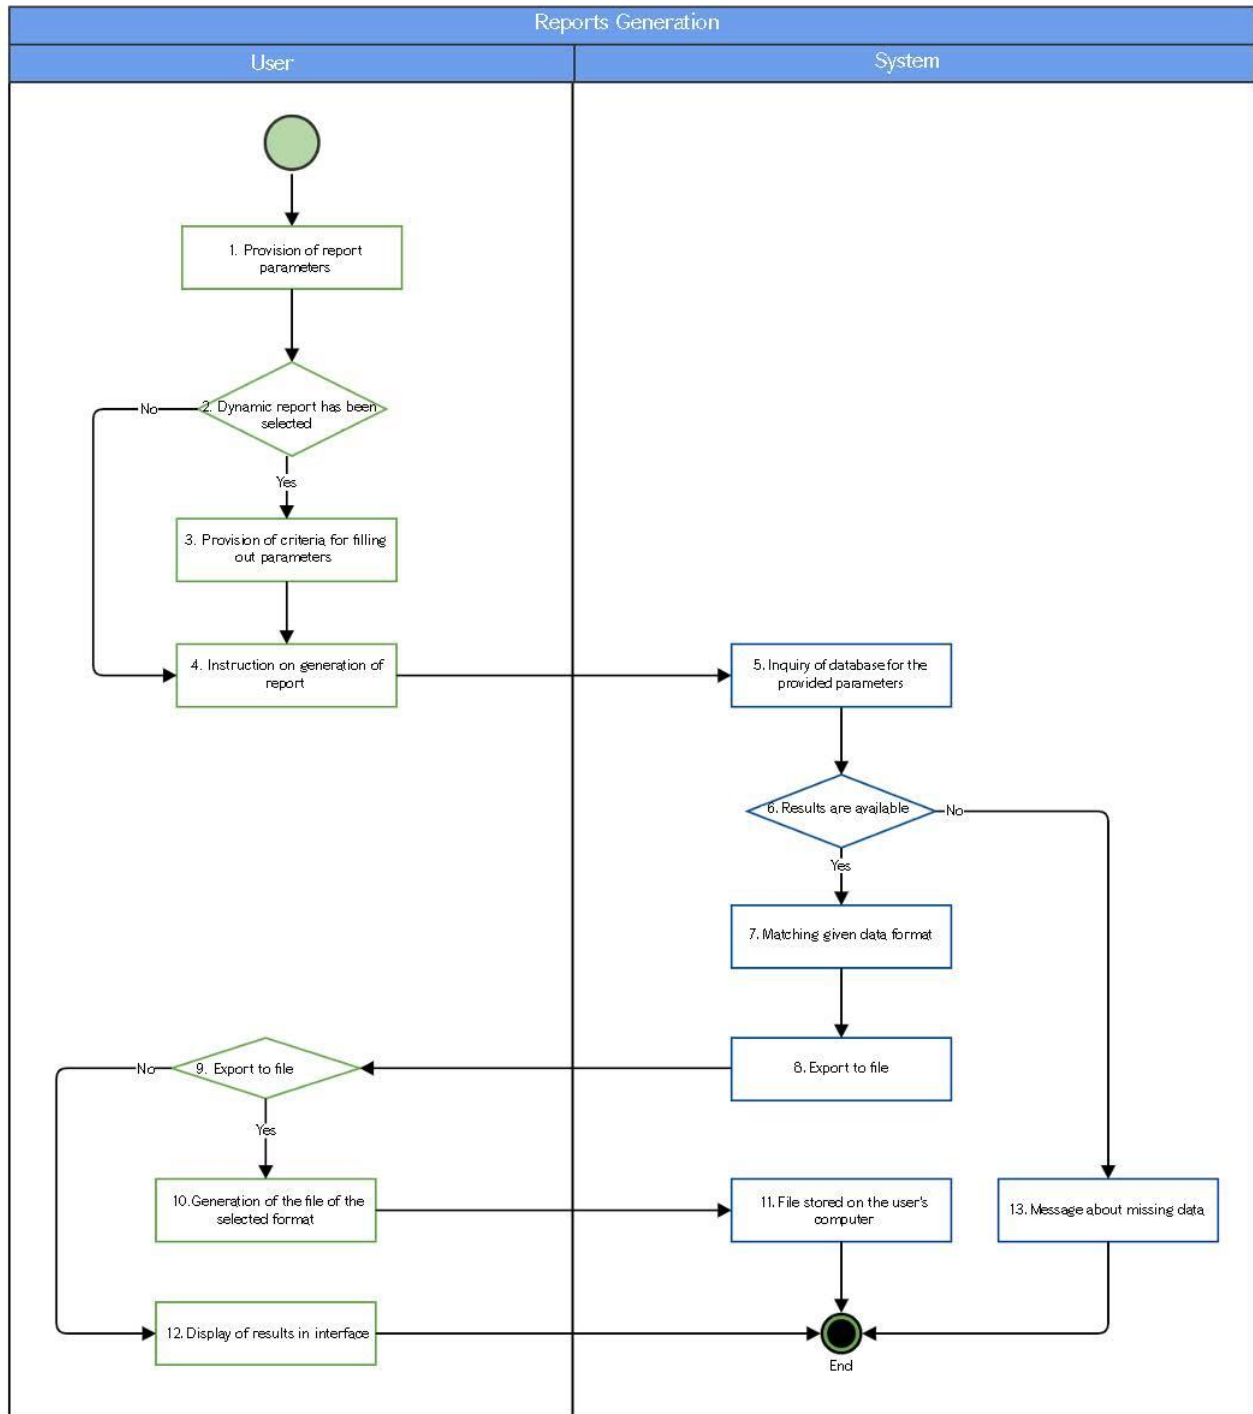 Reports Generation
User
System
1. Provision of report
parameters
No
2. Dynamic report has been
selected
Yes
3. Provision of criteria for filling
out parameters
4. Instruction on generation of
report
5. Inquiry of database for the
provided parameters
6. Results are available
No
Yes
7. Matching given data format
8. Export to file
9. Export to file
No
Yes
10. Generation of the file of the
selected format
11. File stored on the user's
computer
13. Message about missing data
12. Display of results in interface
End